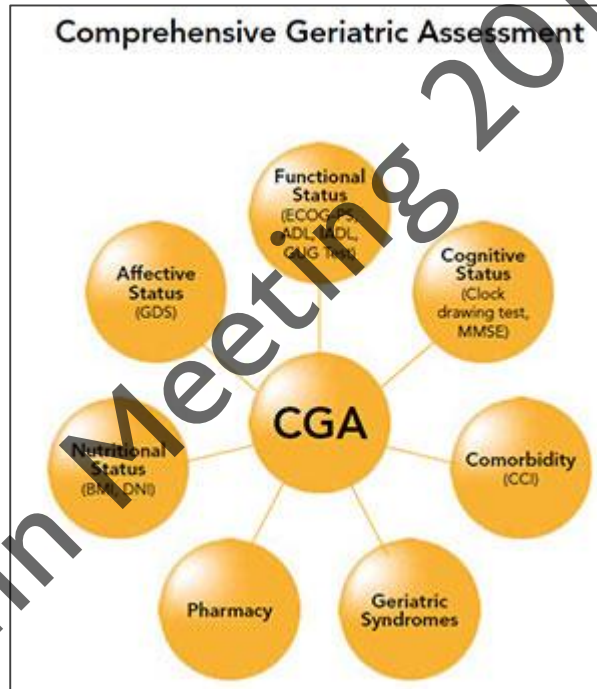 Comprehensive Geriatric Assessment
Functional
Status
(ECOG-PS,
ADL, IADL,
GUG Test)
Affective
Status
(GDS)
Cognitive
Status
(Clock
drawing test,
MMSE)
CGA
Nutritional
Status
(BMI, DNI)
Comorbidity
(CCI)
Pharmacy
Geriatric
Syndromes
Meeting